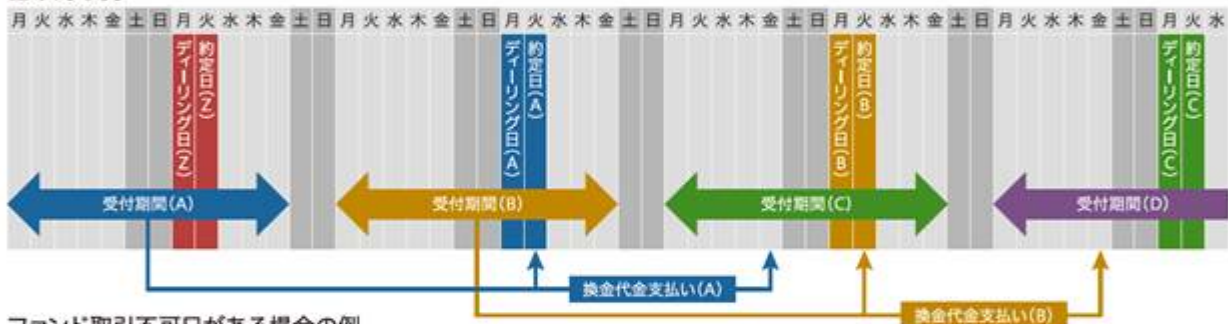 月火水木金土日月火水木金土日月火水木金土日月火水木金土日月火水木金土日月火水木金土日月火水木金土日月火水
ディーリング日(Z)
約定日(Z)
ディーリング日(A)
約定日(A)
ディーリング日(B)
約定日(B)
ディーリング日(C)
約定日(C)
受付期間(A)
受付期間(B)
受付期間(C)
受付期間(D)
換金代金支払い(A)
換金代金支払い(B)
ファンド取引不可日がある場合の例